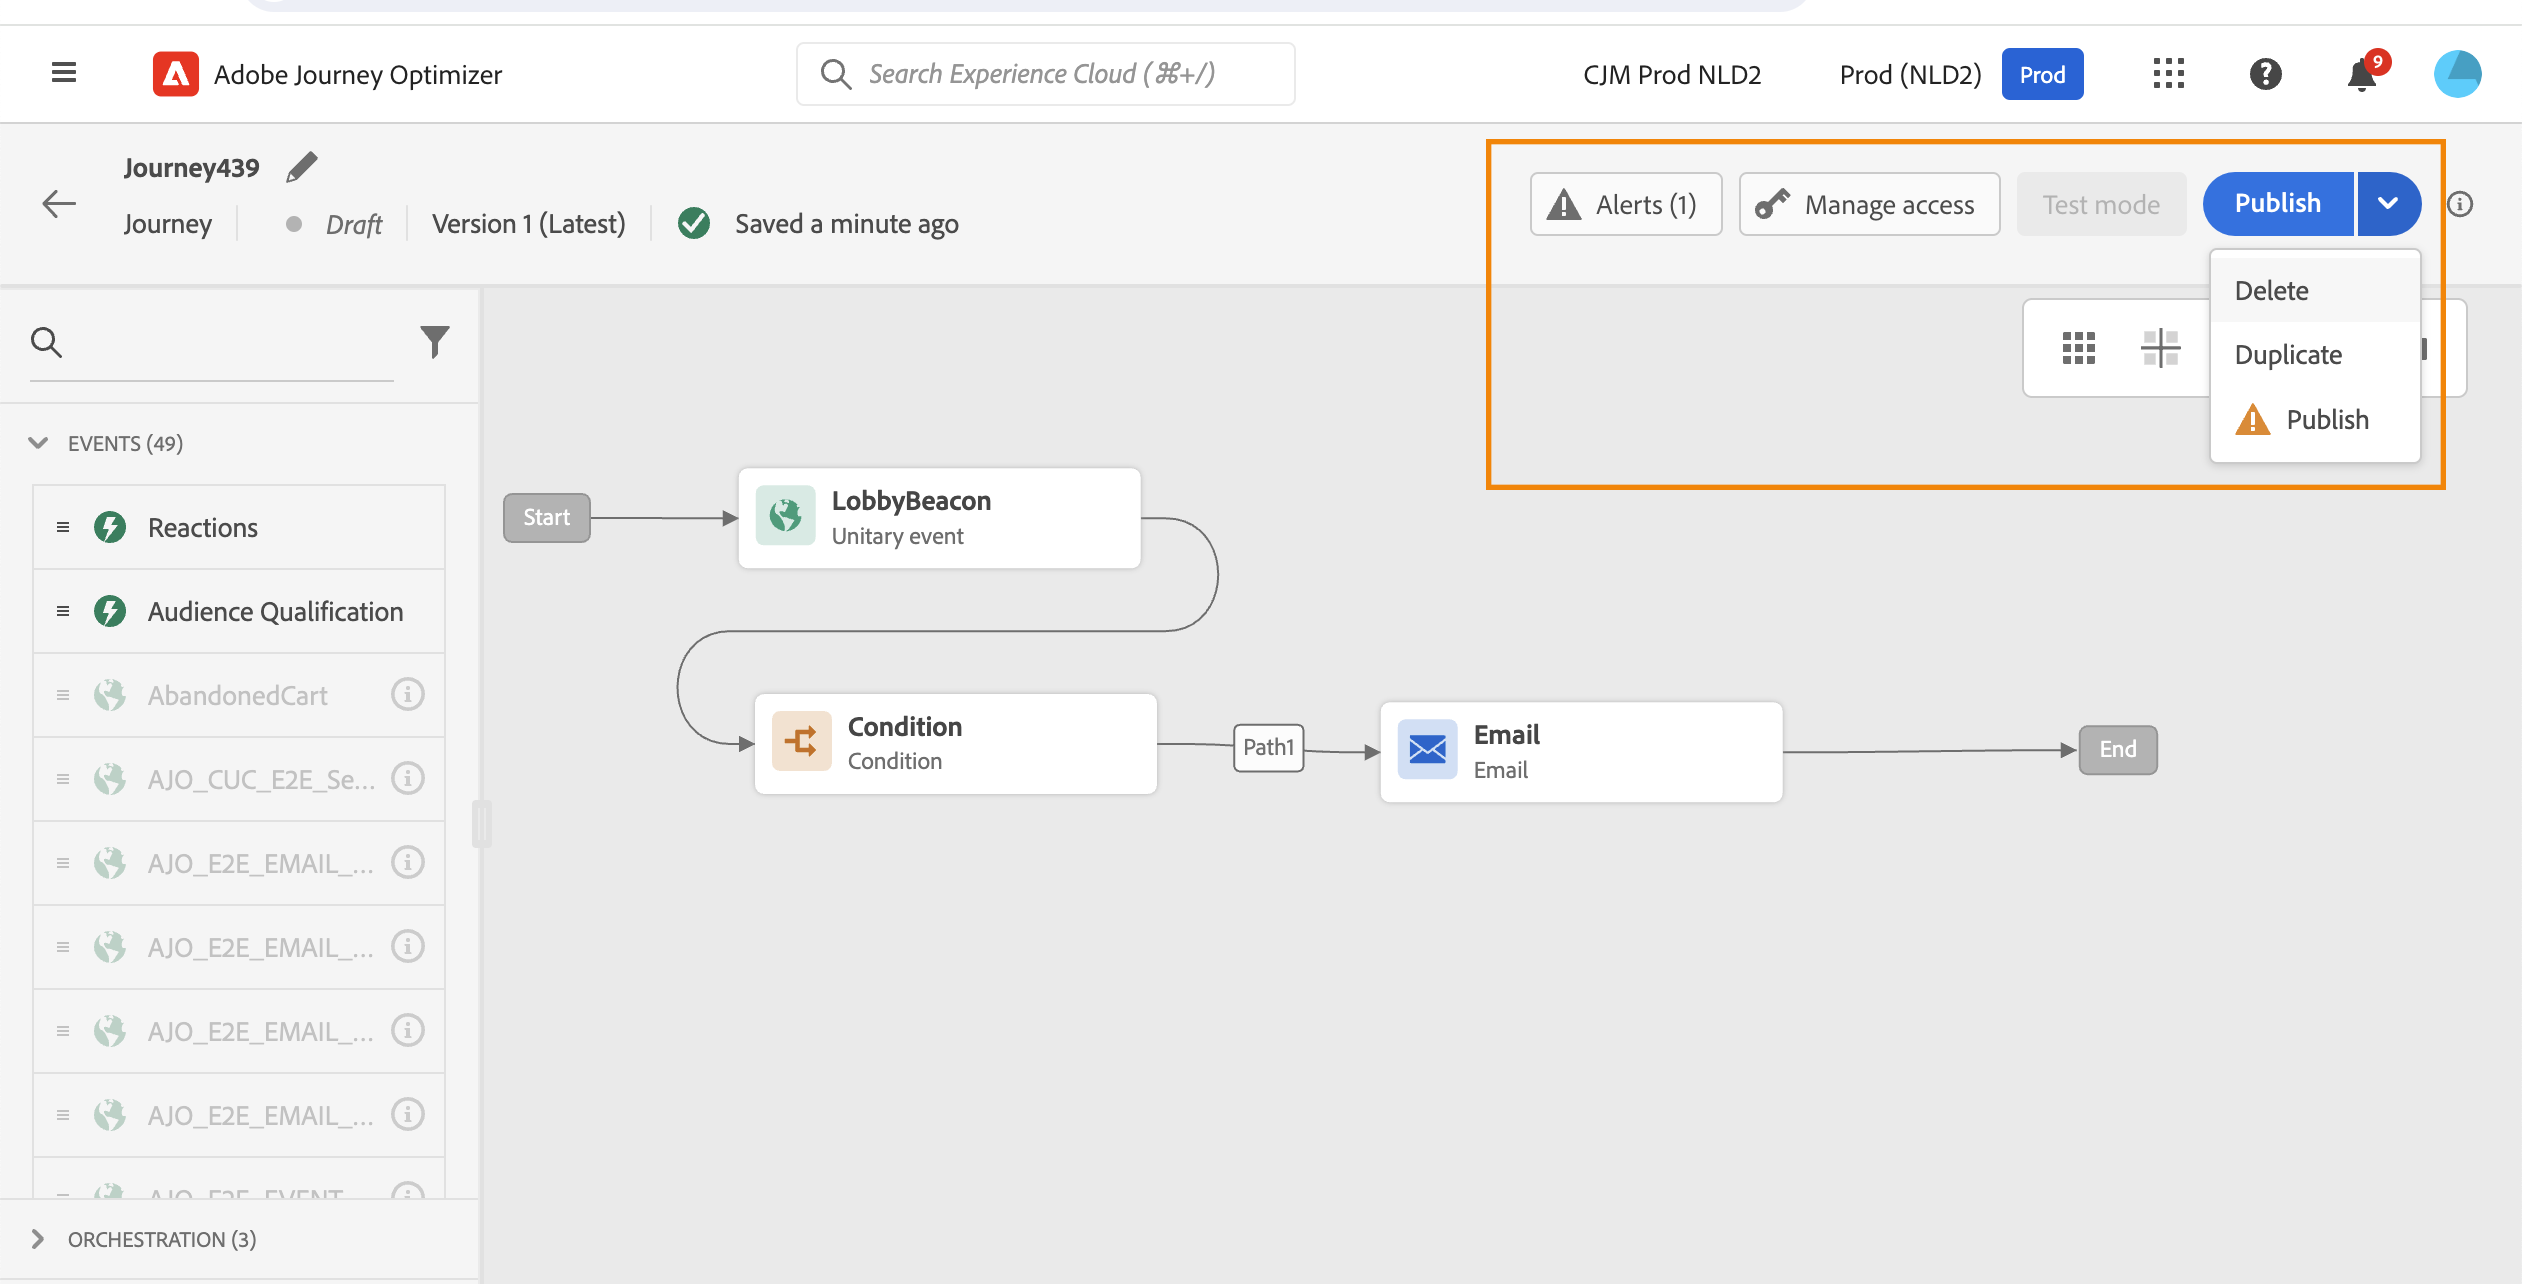 Adobe Journey Optimizer
Search Experience Cloud (⌘+/)
CJM Prod NLD2
Prod (NLD2)
Prod
9
Journey439
Journey
Draft
Version 1 (Latest)
Saved a minute ago
Alerts (1)
Manage access
Test mode
Publish
Delete
Duplicate
Publish
EVENTS (49)
Reactions
Audience Qualification
AbandonedCart
AJO_CUC_E2E_Se...
AJO_E2E_EMAIL_...
AJO_E2E_EMAIL_...
AJO_E2E_EMAIL_...
AJO_E2E_EMAIL_...
AJO_E2E_EVENT
ORCHESTRATION (3)
Start
LobbyBeacon
Unitary event
Condition
Condition
Path1
Email
Email
End